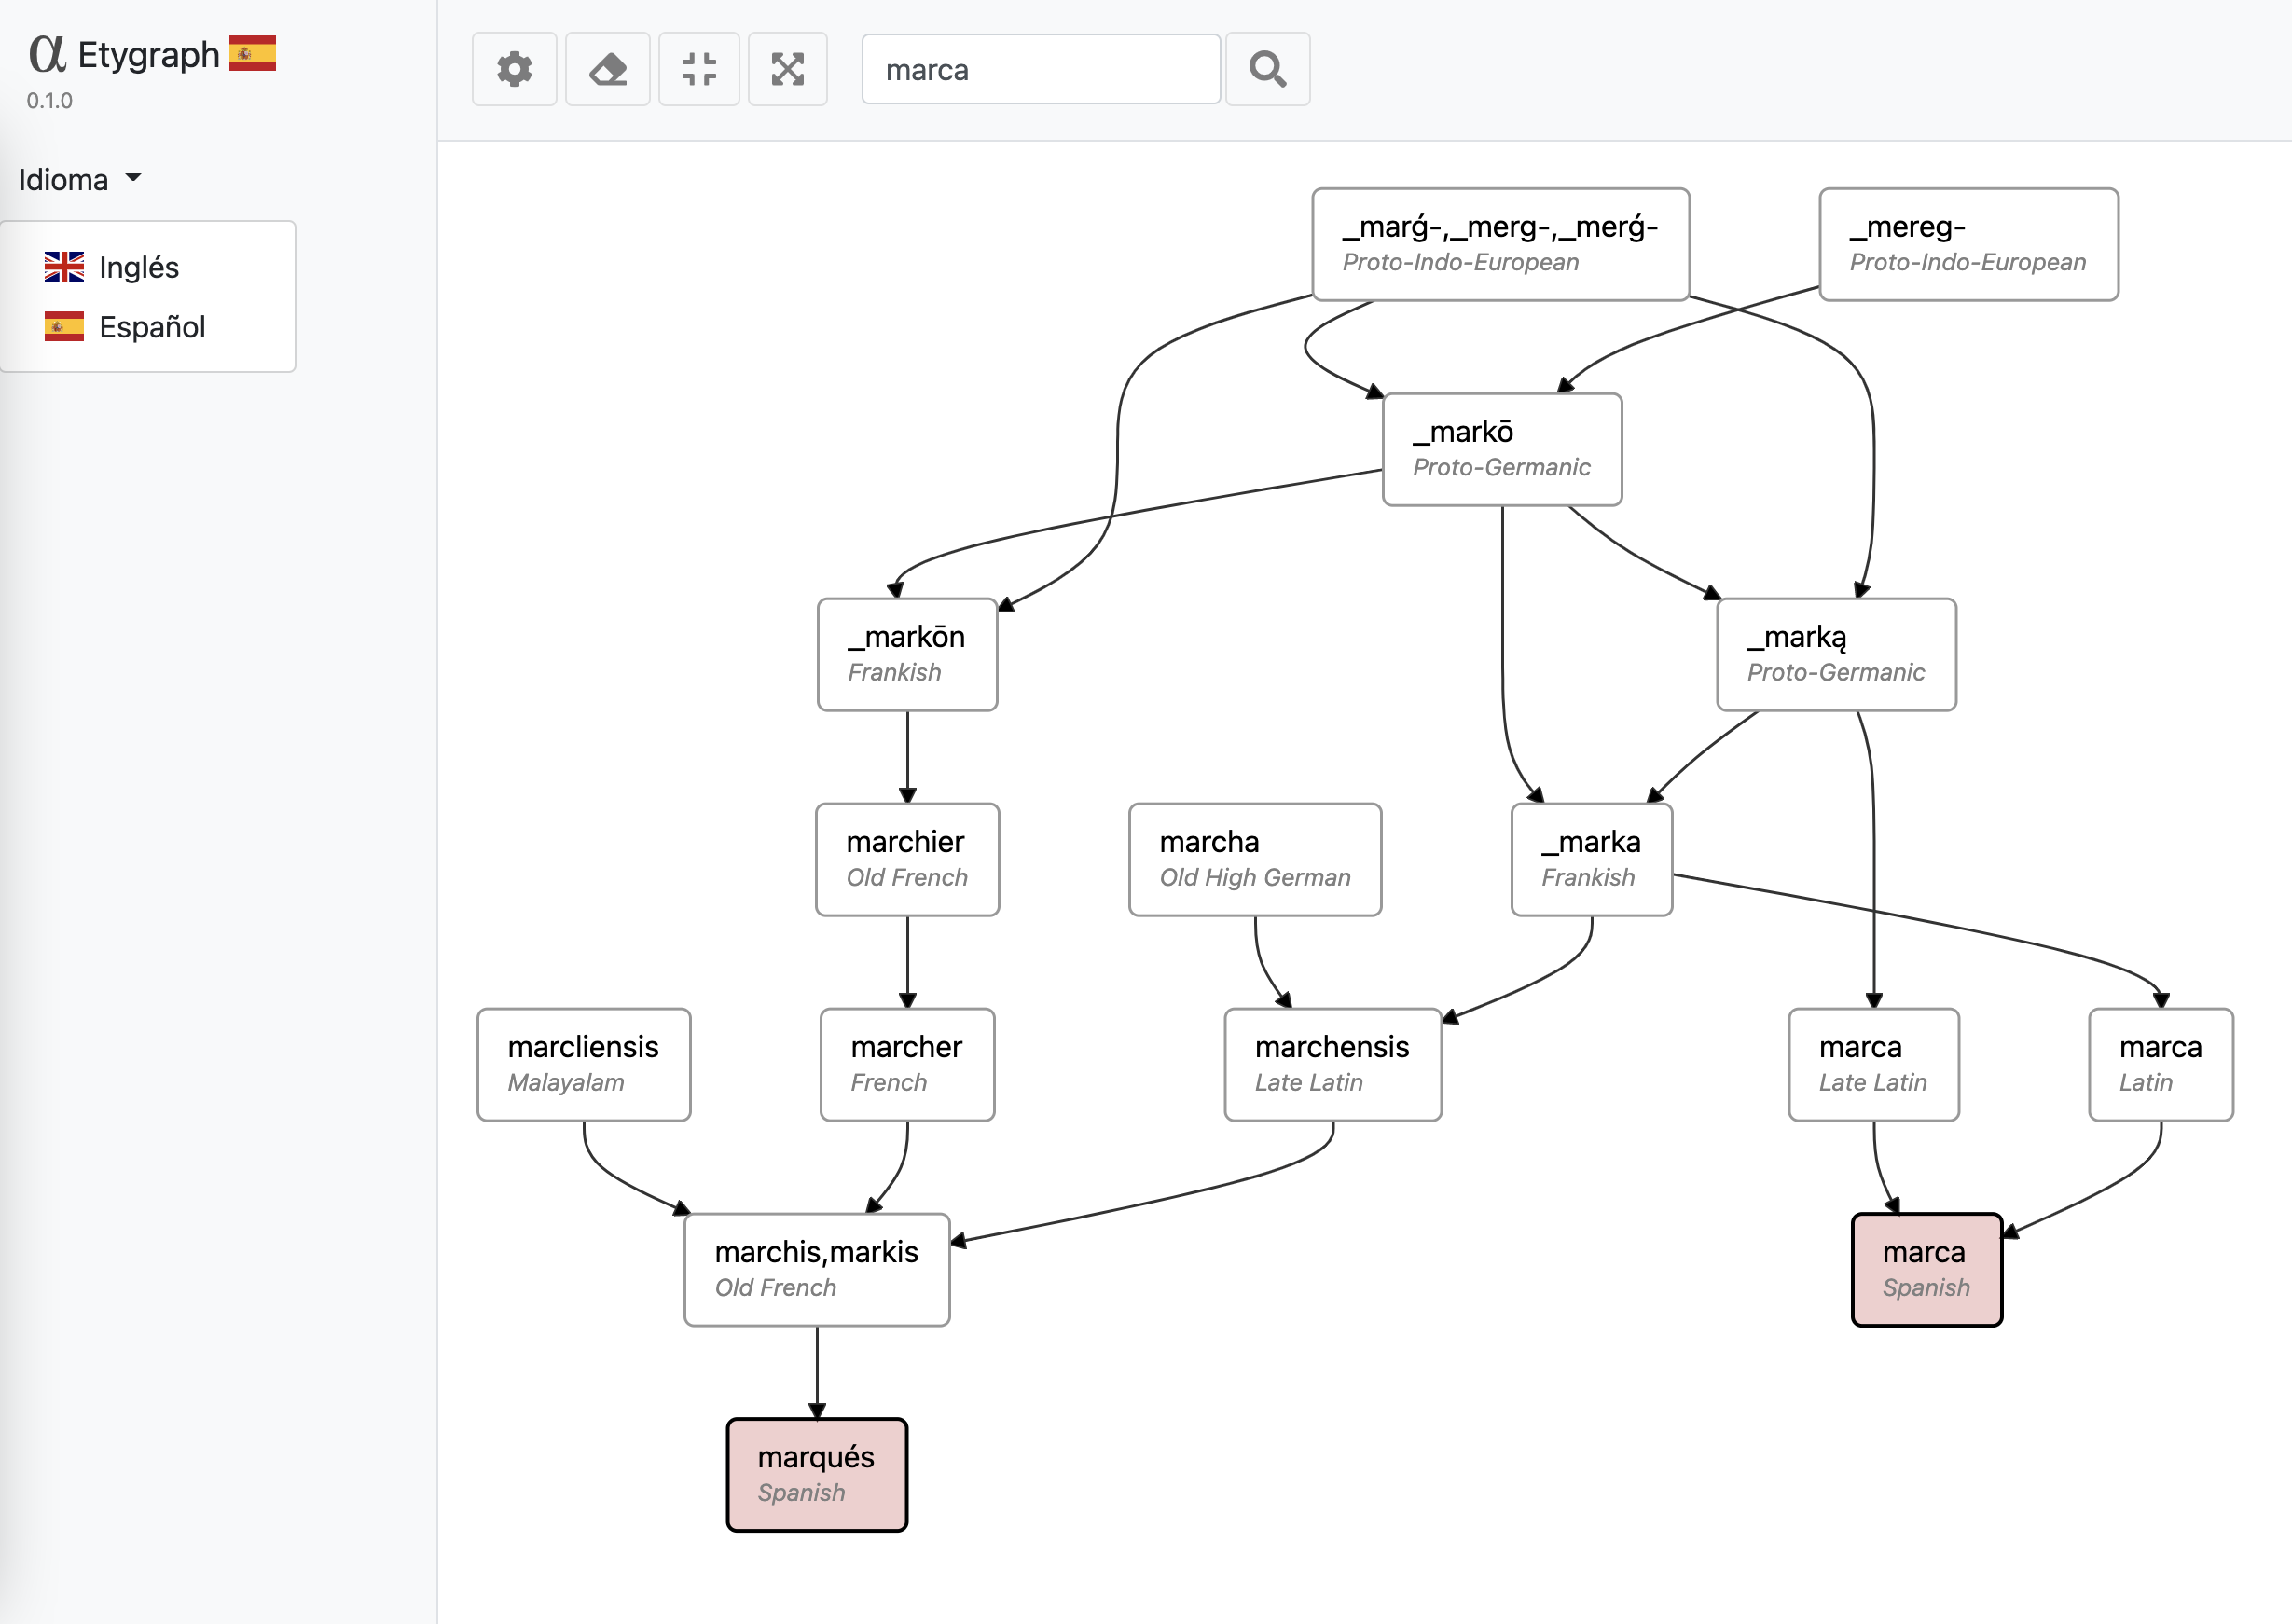 α Etygraph
0.1.0
Idioma
Inglés
Español
marca
_marǵ-,_merg-,_merǵ-
Proto-Indo-European
_mereg-
Proto-Indo-European
_markō
Proto-Germanic
_markōn
Frankish
_marką
Proto-Germanic
marchier
Old French
marcha
Old High German
_marka
Frankish
marcliensis
Malayalam
marcher
French
marchensis
Late Latin
marca
Late Latin
marca
Latin
marchis,markis
Old French
marca
Spanish
marqués
Spanish